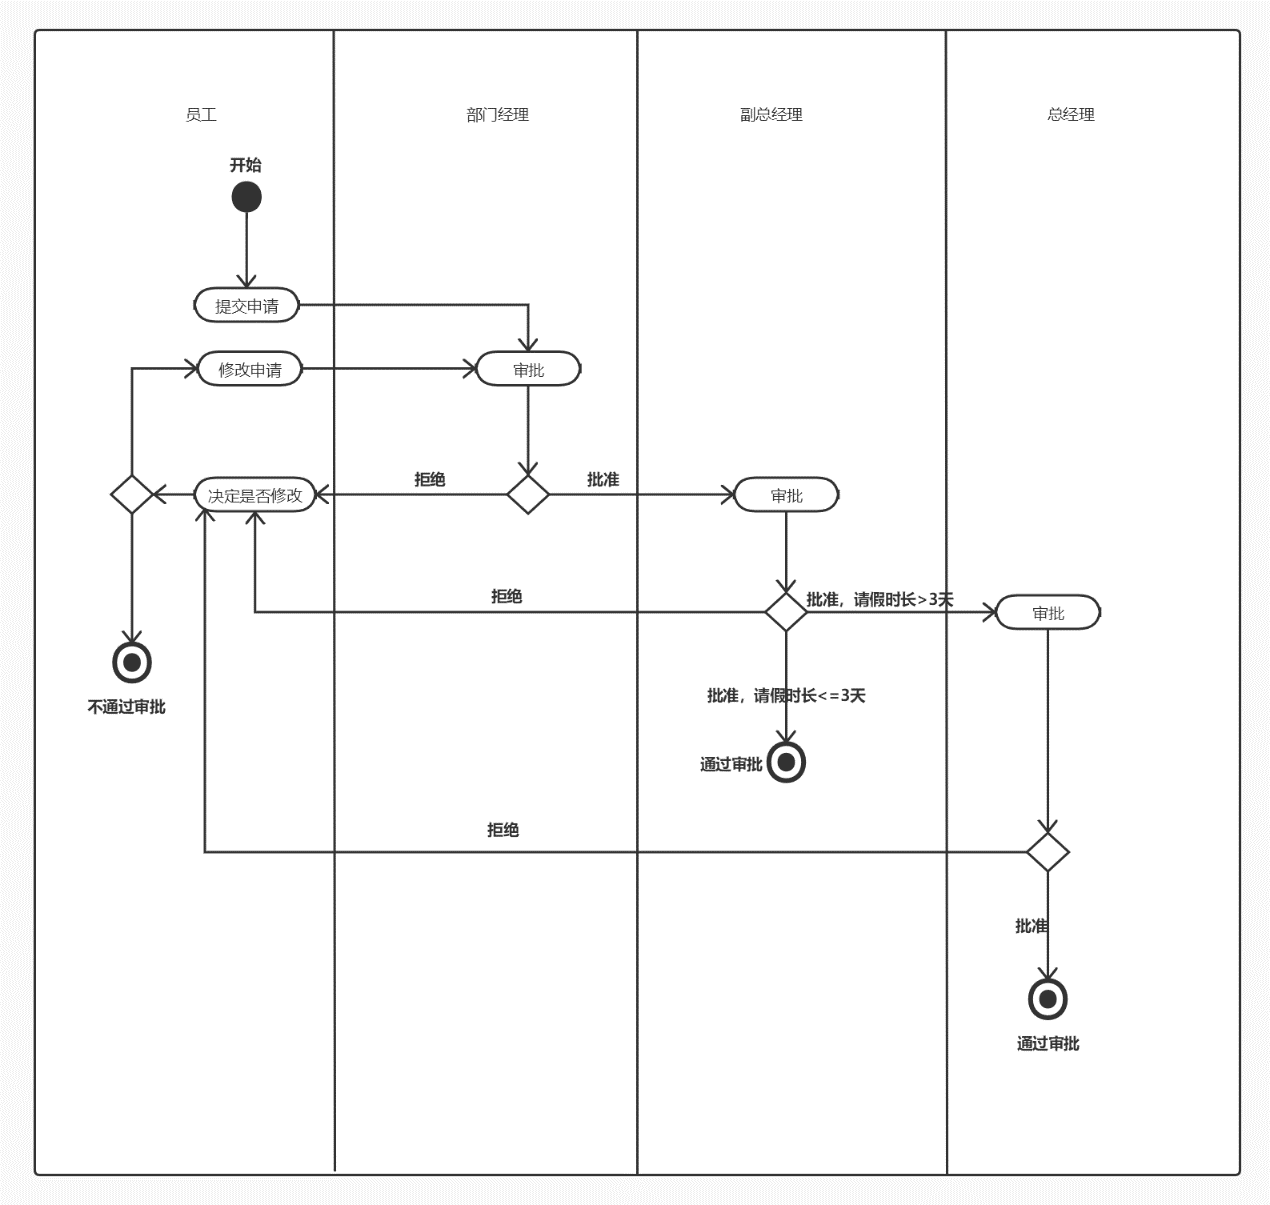 员工
部门经理
副总经理
总经理
开始
提交申请
修改申请
审批
拒绝
批准
决定是否修改
审批
拒绝
批准，请假时长>3天
审批
批准，请假时长<=3天
不通过审批
通过审批
拒绝
批准
通过审批